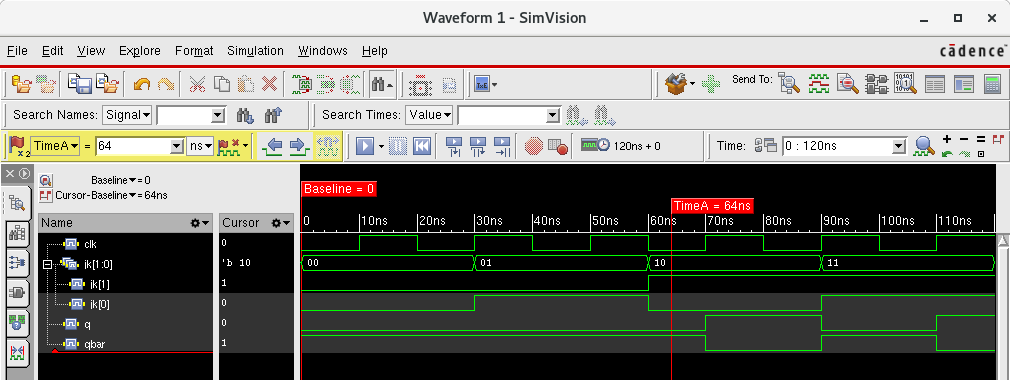 Waveform 1 - SimVision
File Edit View Explore Format Simulation Windows Help
cādence
Send To:
Search Names: Signal
Search Times: Value
x2 TimeA = 64 ns
120ns + 0
Time: 0 : 120ns
Baseline = 0
Cursor-Baseline = 64ns
Baseline = 0
TimeA = 64ns
Name Cursor
0 10ns 20ns 30ns 40ns 50ns 60ns 70ns 80ns 90ns 100ns 110ns
clk 0
jk[1:0] 'b 10 00 01 10 11
jk[1] 1
jk[0] 0
q 0
qbar 1